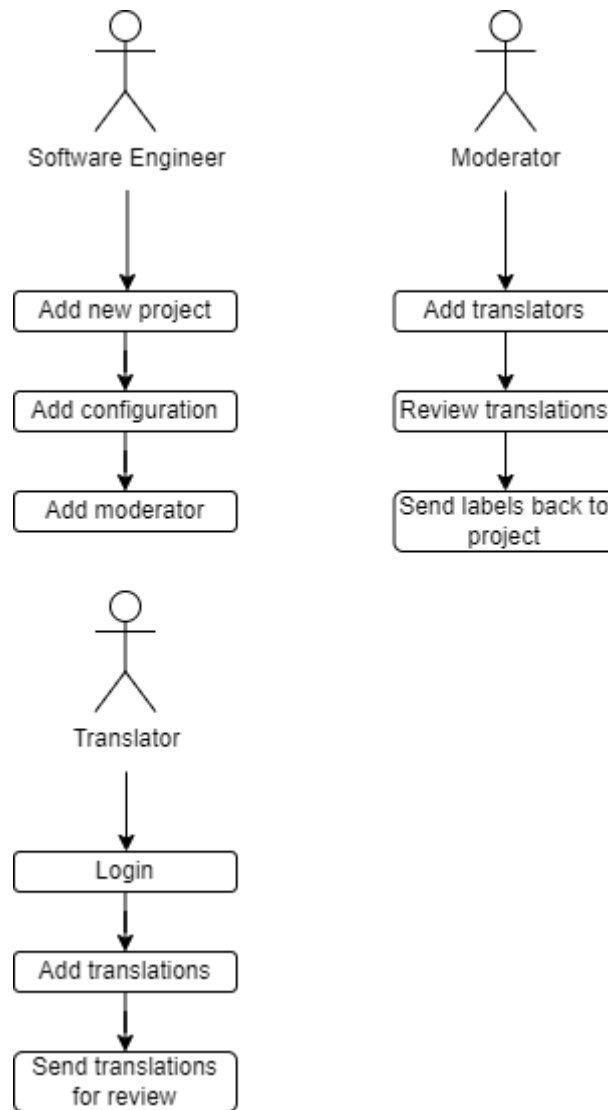 Software Engineer
Add new project
Add configuration
Add moderator
Moderator
Add translators
Review translations
Send labels back to
project
Translator
Login
Add translations
Send translations
for review